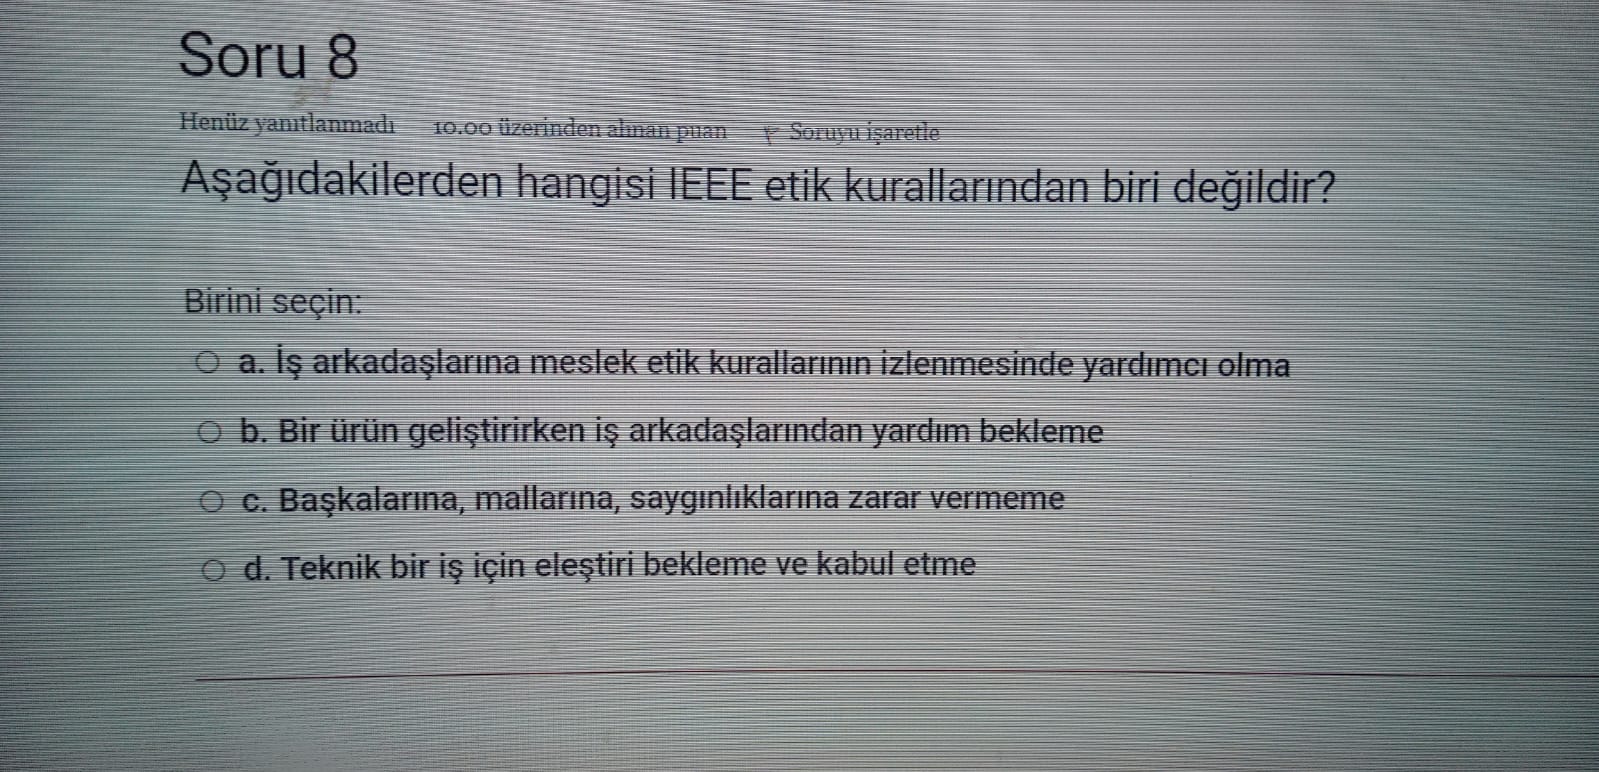 Soru 8
Henüz yanıtlanmadı 10.00 üzerinden alınan puan Soruyu işaretle
Aşağıdakilerden hangisi IEEE etik kurallarından biri değildir?
Birini seçin:
a. İş arkadaşlarına meslek etik kurallarının izlenmesinde yardımcı olma
b. Bir ürün geliştirirken iş arkadaşlarından yardım bekleme
c. Başkalarına, mallarına, saygınlıklarına zarar vermeme
d. Teknik bir iş için eleştiri bekleme ve kabul etme